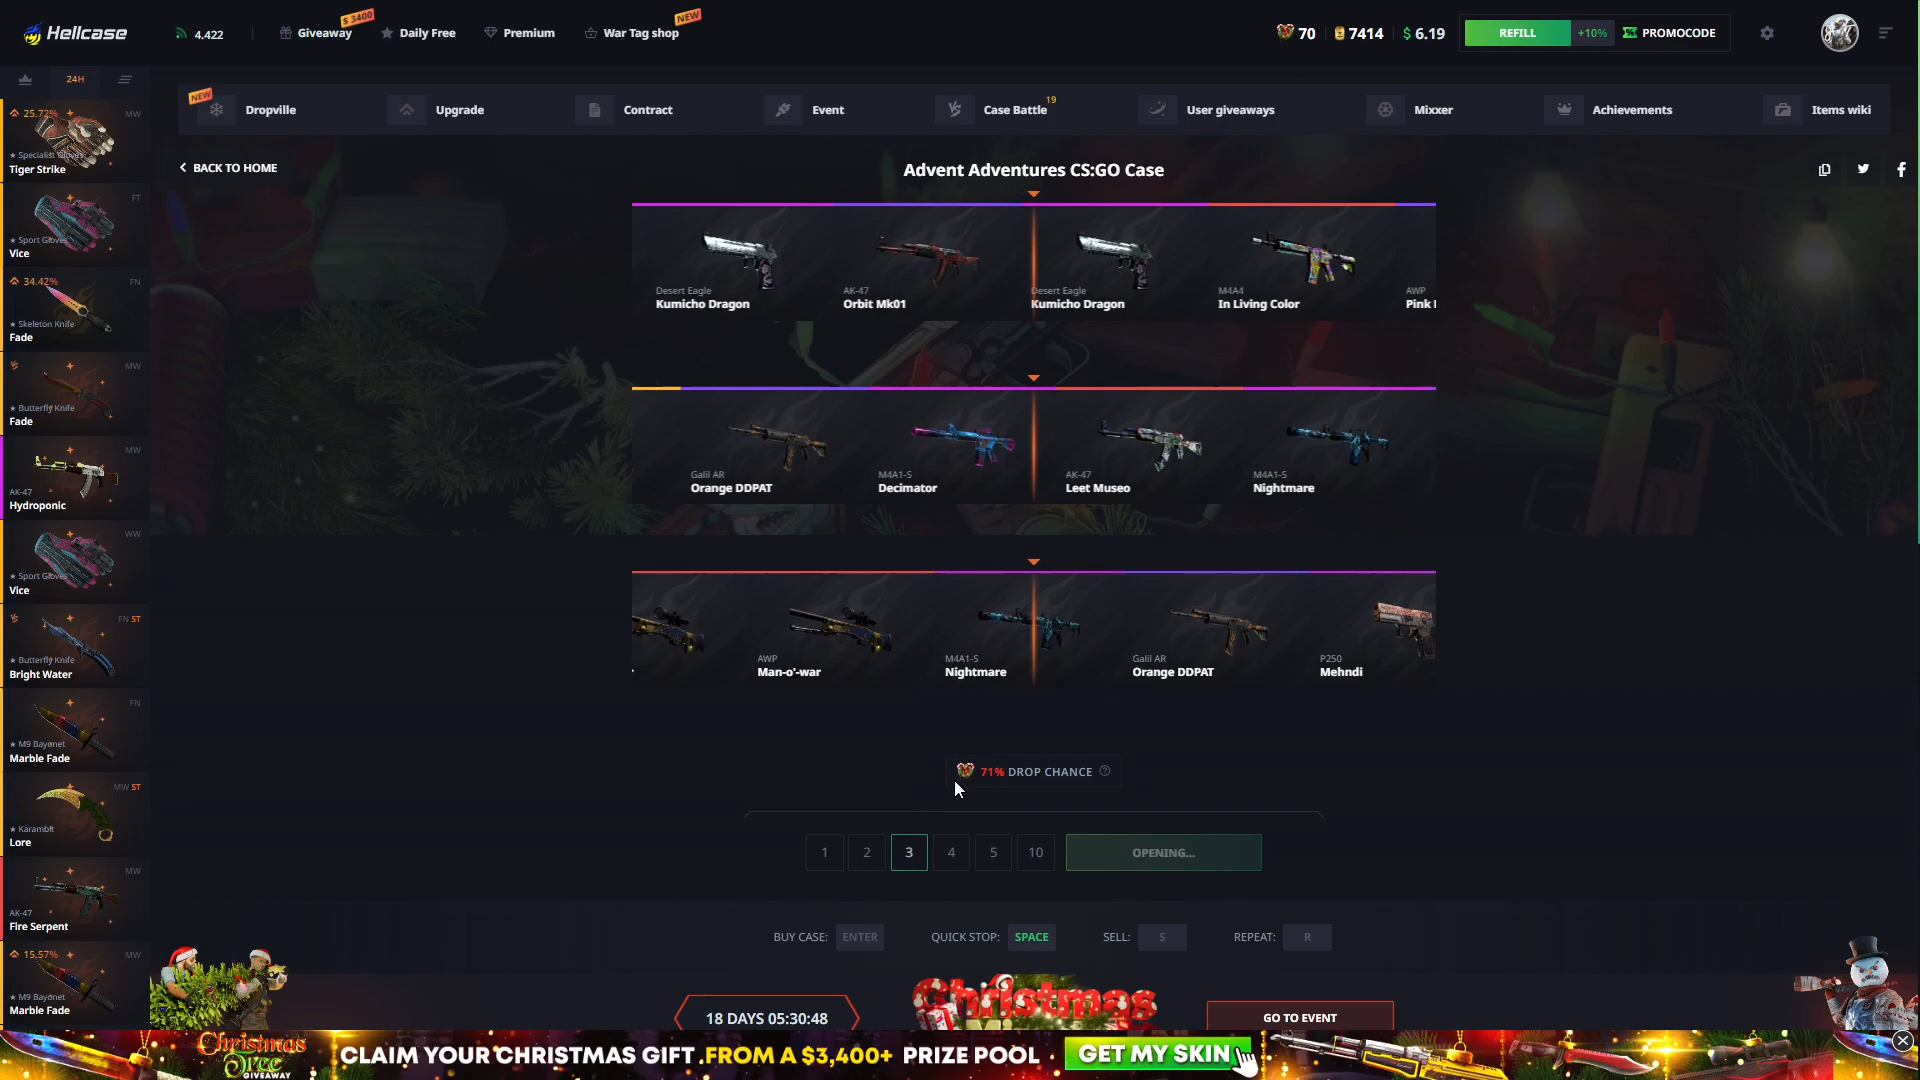 Hellcase
4.422
Giveaway
$ 3400
Daily Free
Premium
War Tag shop
NEW
70
7414
$ 6.19
REFILL
+10%
PROMOCODE
24H
NEW
Dropville
Upgrade
Contract
Event
Case Battle
19
User giveaways
Mixxer
Achievements
Items wiki
BACK TO HOME
Advent Adventures CS:GO Case
25.72%
MW
★ Specialist Gloves
Tiger Strike
FT
★ Sport Gloves
Vice
34.42%
FN
★ Skeleton Knife
Fade
MW
★ Butterfly Knife
Fade
MW
AK-47
Hydroponic
WW
★ Sport Gloves
Vice
FN ST
★ Butterfly Knife
Bright Water
FN
★ M9 Bayonet
Marble Fade
MW ST
★ Karambit
Lore
MW
AK-47
Fire Serpent
15.57%
MW
★ M9 Bayonet
Marble Fade
Desert Eagle
Kumicho Dragon
AK-47
Orbit Mk01
Desert Eagle
Kumicho Dragon
M4A4
In Living Color
AWP
Pink
Galil AR
Orange DDPAT
M4A1-S
Decimator
AK-47
Leet Museo
M4A1-S
Nightmare
AWP
Man-o'-war
M4A1-S
Nightmare
Galil AR
Orange DDPAT
P250
Mehndi
71% DROP CHANCE
1
2
3
4
5
10
OPENING...
BUY CASE: ENTER
QUICK STOP: SPACE
SELL: S
REPEAT: R
18 DAYS 05:30:48
Christmas
GO TO EVENT
Christmas
Tree
GIVEAWAY
CLAIM YOUR CHRISTMAS GIFT FROM A $3,400+ PRIZE POOL
GET MY SKIN